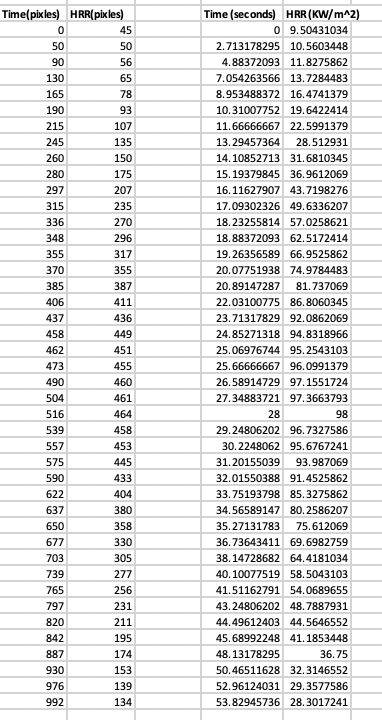 Time(pixles) HRR(pixles) Time (seconds) HRR (KW/m^2)
0 45 0 9.50431034
50 50 2.713178295 10.5603448
90 56 4.88372093 11.8275862
130 65 7.054263566 13.7284483
165 78 8.953488372 16.4741379
190 93 10.31007752 19.6422414
215 107 11.66666667 22.5991379
245 135 13.29457364 28.512931
260 150 14.10852713 31.6810345
280 175 15.19379845 36.9612069
297 207 16.11627907 43.7198276
315 235 17.09302326 49.6336207
336 270 18.23255814 57.0258621
348 296 18.88372093 62.5172414
355 317 19.26356589 66.9525862
370 355 20.07751938 74.9784483
385 387 20.89147287 81.737069
406 411 22.03100775 86.8060345
437 436 23.71317829 92.0862069
458 449 24.85271318 94.8318966
462 451 25.06976744 95.2543103
473 455 25.66666667 96.0991379
490 460 26.58914729 97.1551724
504 461 27.34883721 97.3663793
516 464 28 98
539 458 29.24806202 96.7327586
557 453 30.2248062 95.6767241
575 445 31.20155039 93.987069
590 433 32.01550388 91.4525862
622 404 33.75193798 85.3275862
637 380 34.56589147 80.2586207
650 358 35.27131783 75.612069
677 330 36.73643411 69.6982759
703 305 38.14728682 64.4181034
739 277 40.10077519 58.5043103
765 256 41.51162791 54.0689655
797 231 43.24806202 48.7887931
820 211 44.49612403 44.5646552
842 195 45.68992248 41.1853448
887 174 48.13178295 36.75
930 153 50.46511628 32.3146552
976 139 52.96124031 29.3577586
992 134 53.82945736 28.3017241